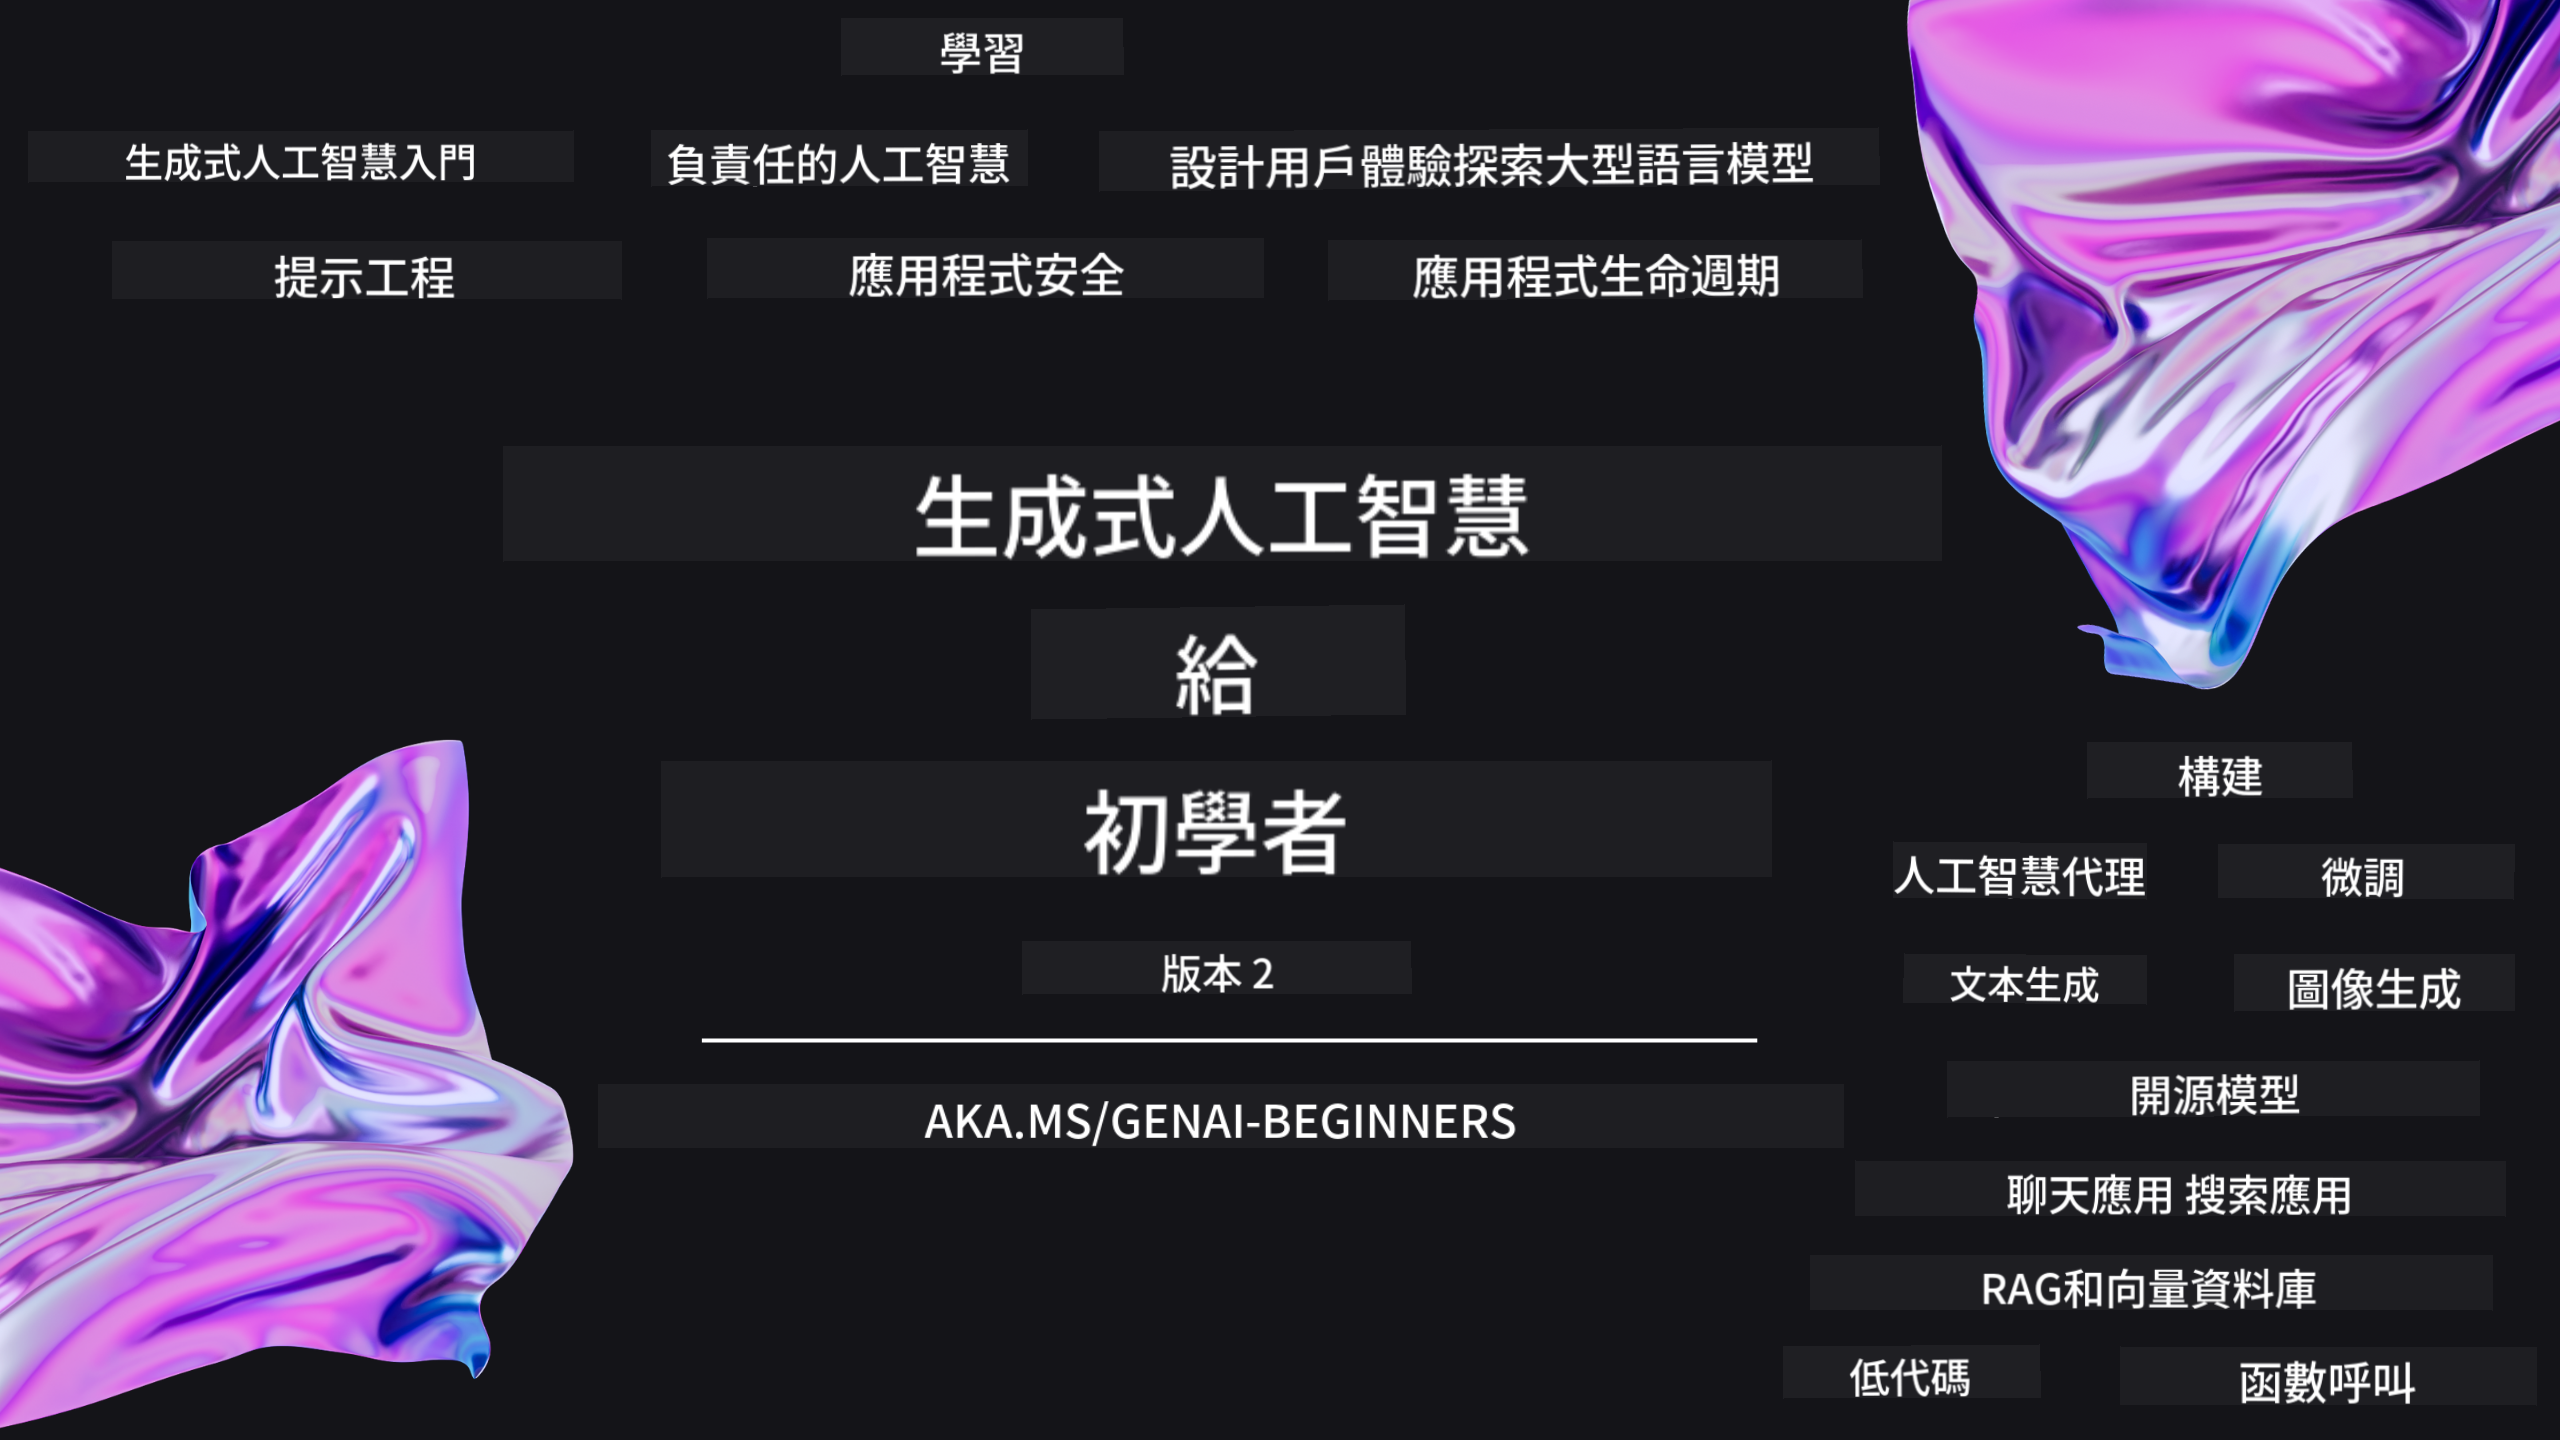 學習
生成式人工智慧入門 負責任的人工智慧 設計用戶體驗探索大型語言模型
提示工程 應用程式安全 應用程式生命週期
生成式人工智慧
給
初學者
版本 2
AKA.MS/GENAI-BEGINNERS
構建
人工智慧代理 微調
文本生成 圖像生成
開源模型
聊天應用 搜索應用
RAG和向量資料庫
低代碼 函數呼叫